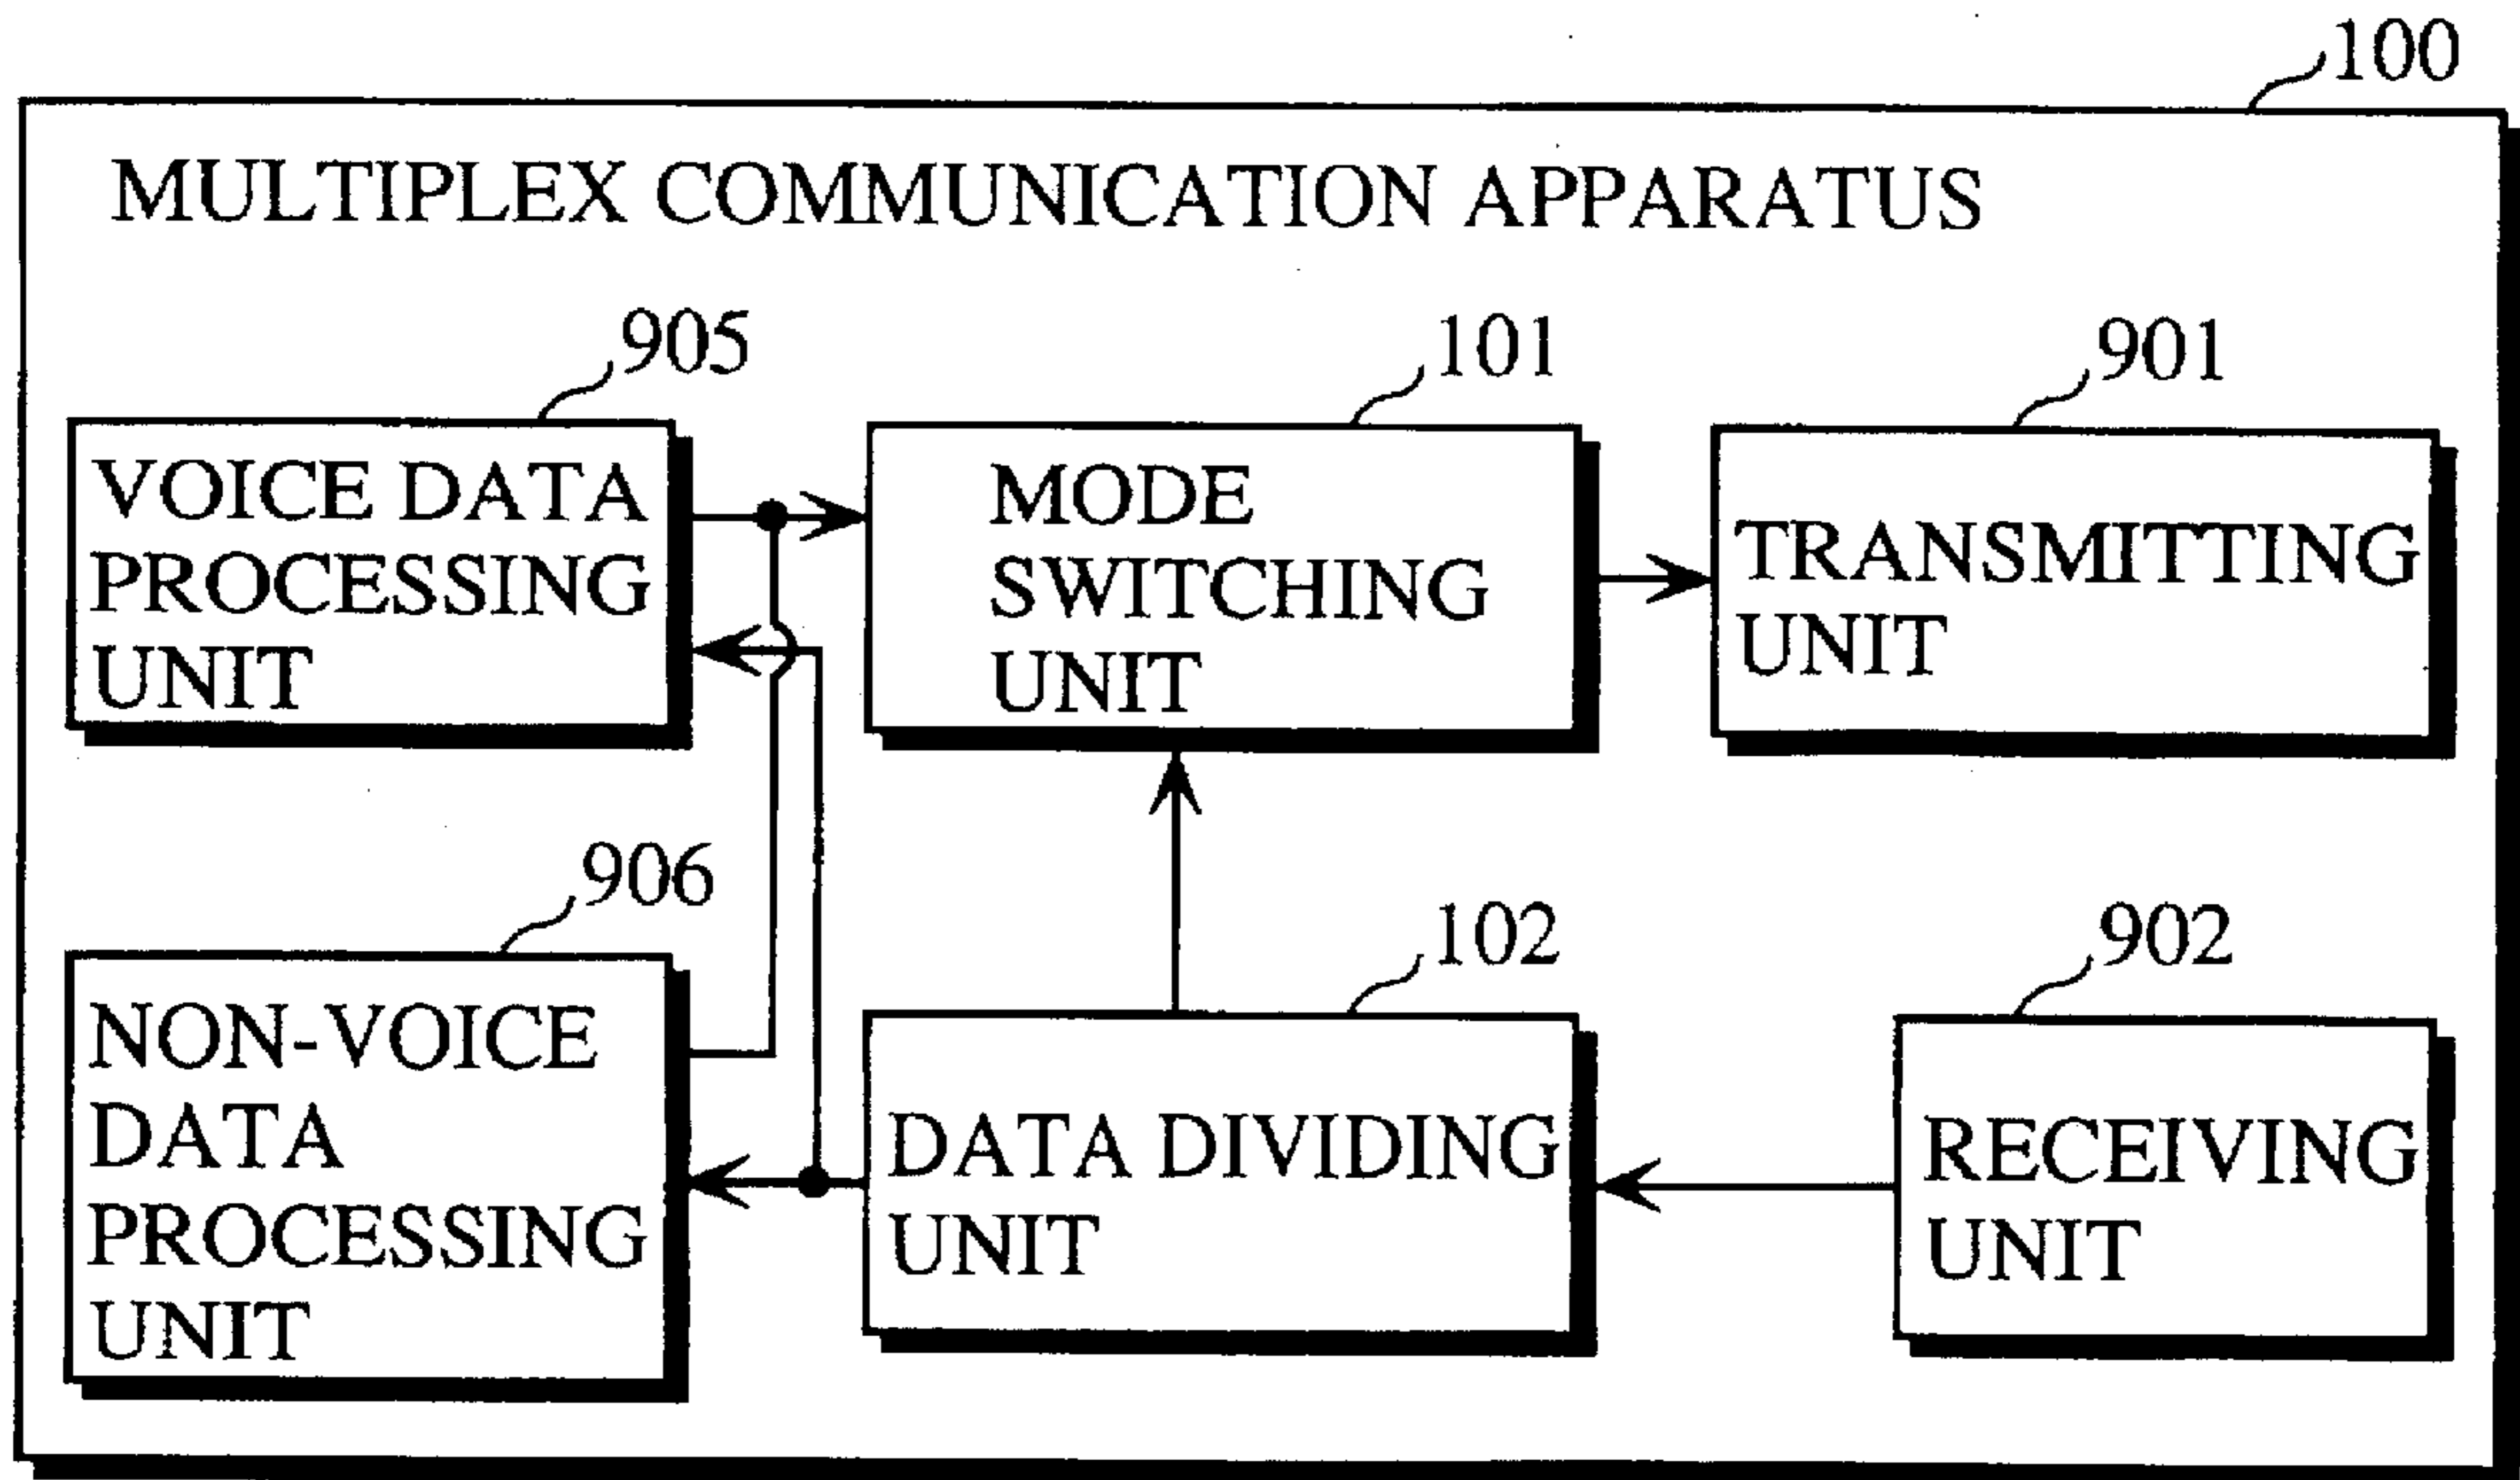 100
MULTIPLEX COMMUNICATION APPARATUS
905
VOICE DATA
PROCESSING
UNIT
101
MODE
SWITCHING
UNIT
901
TRANSMITTING
UNIT
906
NON-VOICE
DATA
PROCESSING
UNIT
102
DATA DIVIDING
UNIT
902
RECEIVING
UNIT